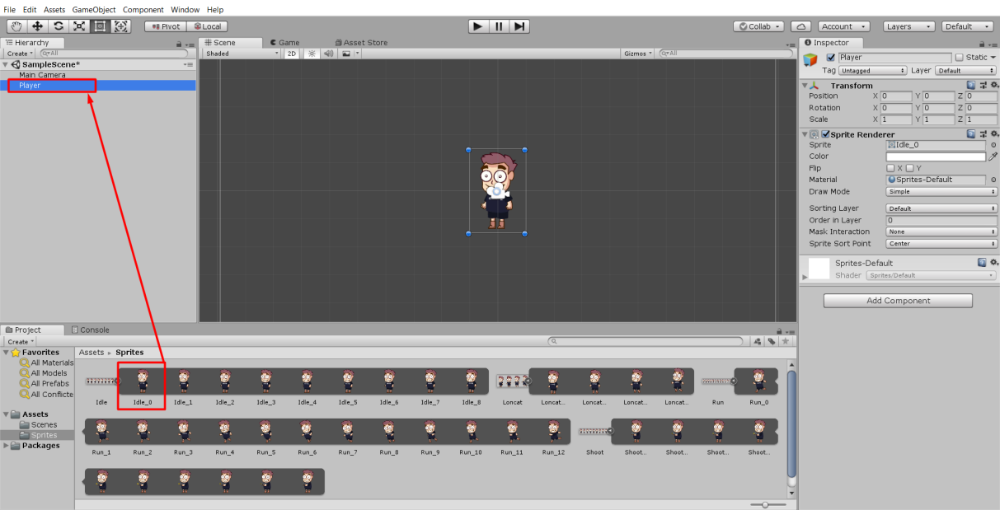 File Edit Assets GameObject Component Window Help
Pivot Local Collab Account Layers Default
Hierarchy
Create All
SampleScene*
Main Camera
Player
Scene Game Asset Store
Shaded 2D Gizmos All
Inspector
Player Static
Tag Untagged Layer Default
Transform
Position X 0 Y 0 Z 0
Rotation X 0 Y 0 Z 0
Scale X 1 Y 1 Z 1
Sprite Renderer
Sprite Idle_0
Color
Flip X Y
Material Sprites-Default
Draw Mode Simple
Sorting Layer Default
Order in Layer 0
Mask Interaction None
Sprite Sort Point Center
Sprites-Default
Shader Sprites/Default
Add Component
Project Console
Create
Favorites
All Materials
All Models
All Prefabs
All Conflicte
Assets
Scenes
Sprites
Packages
Assets Sprites
Idle Idle_0 Idle_1 Idle_2 Idle_3 Idle_4 Idle_5 Idle_6 Idle_7 Idle_8 Loncat Loncat... Loncat... Loncat... Loncat... Run Run_0
Run_1 Run_2 Run_3 Run_4 Run_5 Run_6 Run_7 Run_8 Run_9 Run_10 Run_11 Run_12 Shoot Shoot... Shoot... Shoot... Shoot...